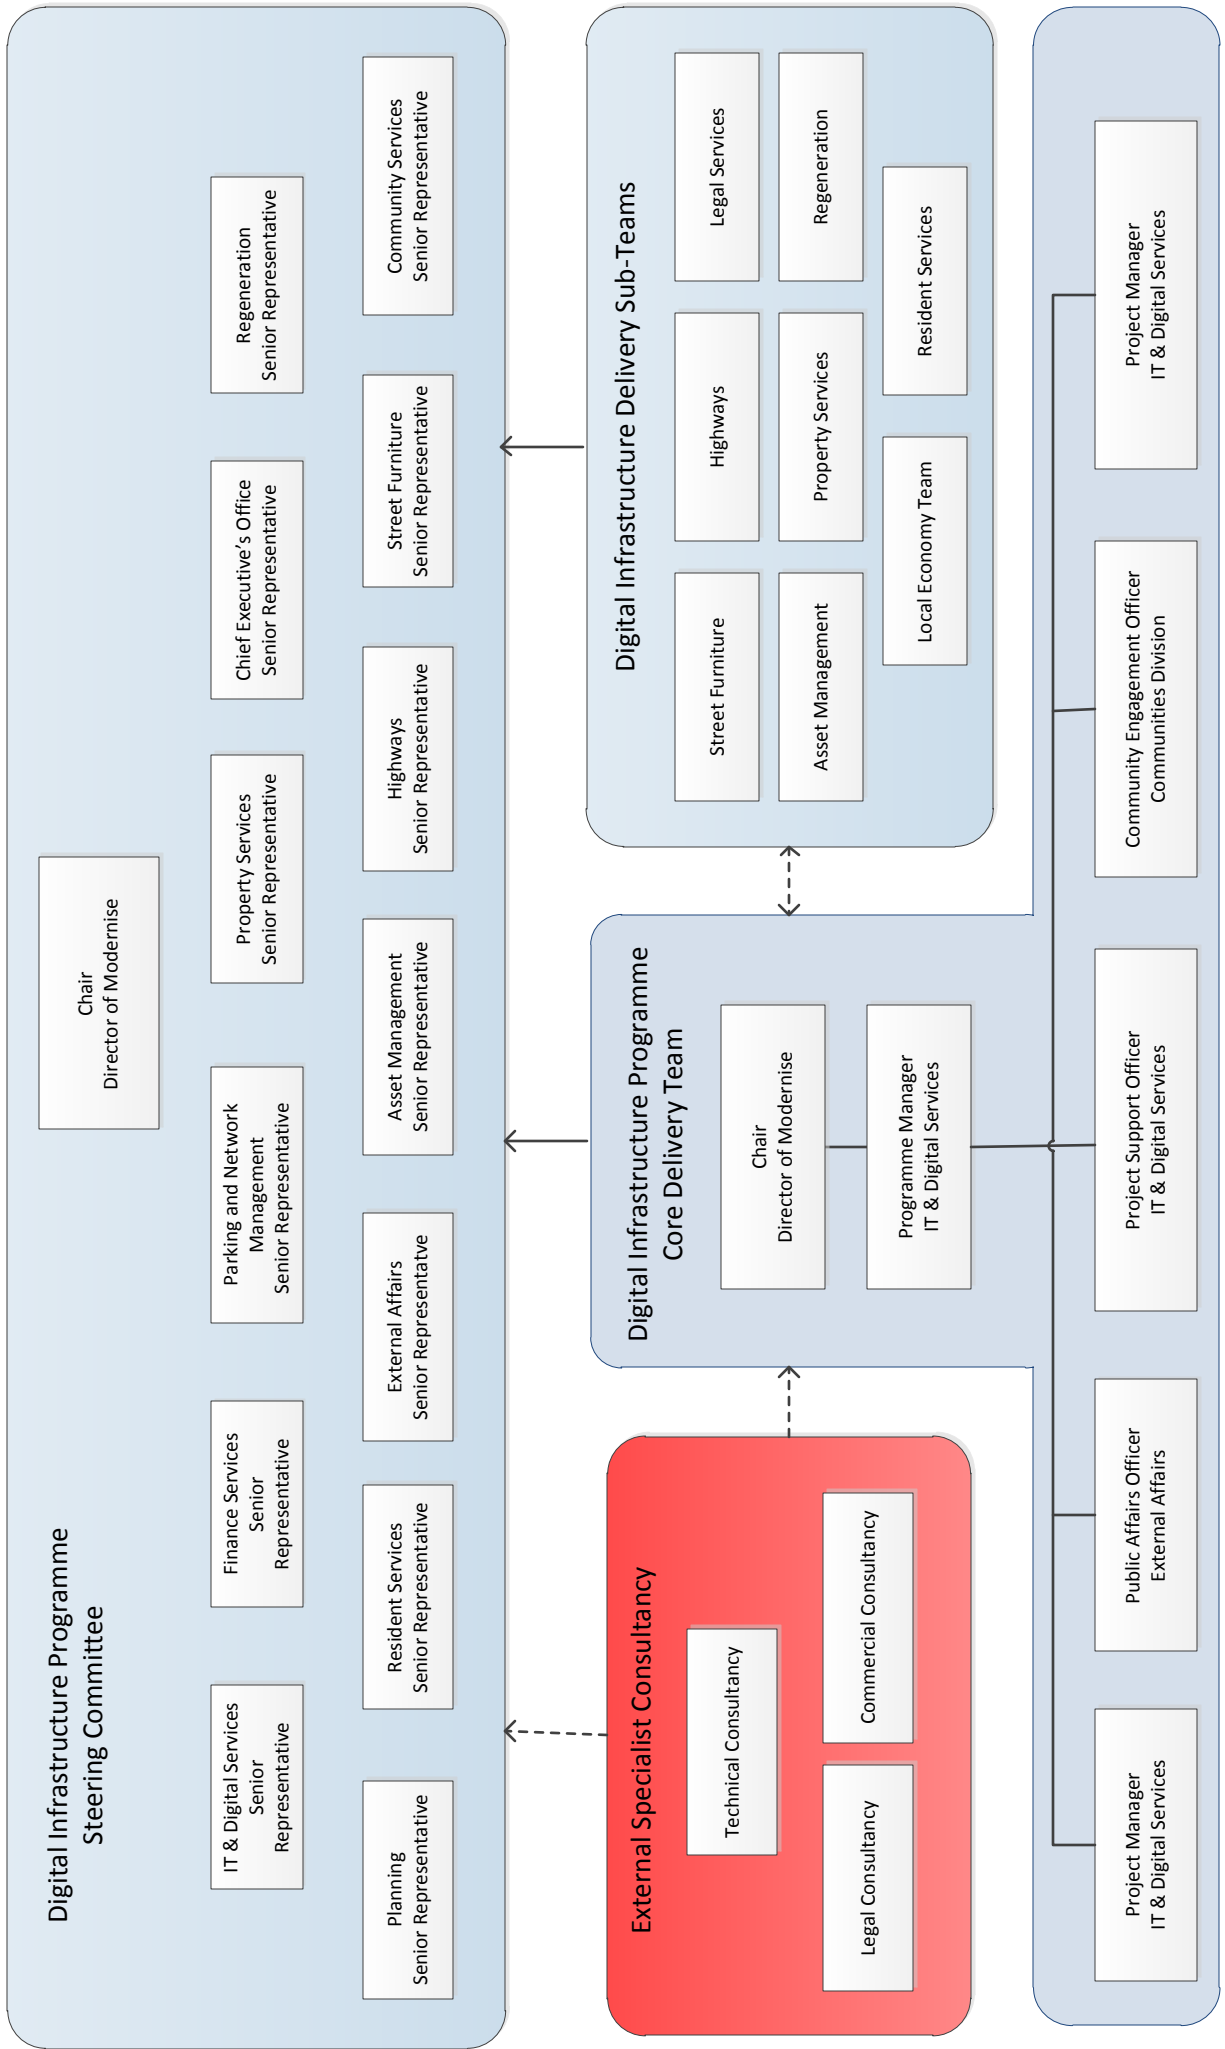 Digital Infrastructure Programme
Steering Committee
Chair
Director of Modernise
IT & Digital Services
Senior
Representative
Finance Services
Senior
Representative
Parking and Network
Management
Senior Representative
Property Services
Senior Representative
Chief Executive’s Office
Senior Representative
Regeneration
Senior Representative
Planning
Senior Representative
Resident Services
Senior Representative
External Affairs
Senior Representatve
Asset Management
Senior Representative
Highways
Senior Representative
Street Furniture
Senior Representative
Community Services
Senior Representative
External Specialist Consultancy
Technical Consultancy
Legal Consultancy
Commercial Consultancy
Digital Infrastructure Programme
Core Delivery Team
Chair
Director of Modernise
Programme Manager
IT & Digital Services
Digital Infrastructure Delivery Sub-Teams
Street Furniture
Highways
Legal Services
Asset Management
Property Services
Regeneration
Local Economy Team
Resident Services
Project Manager
IT & Digital Services
Public Affairs Officer
External Affairs
Project Support Officer
IT & Digital Services
Community Engagement Officer
Communities Division
Project Manager
IT & Digital Services